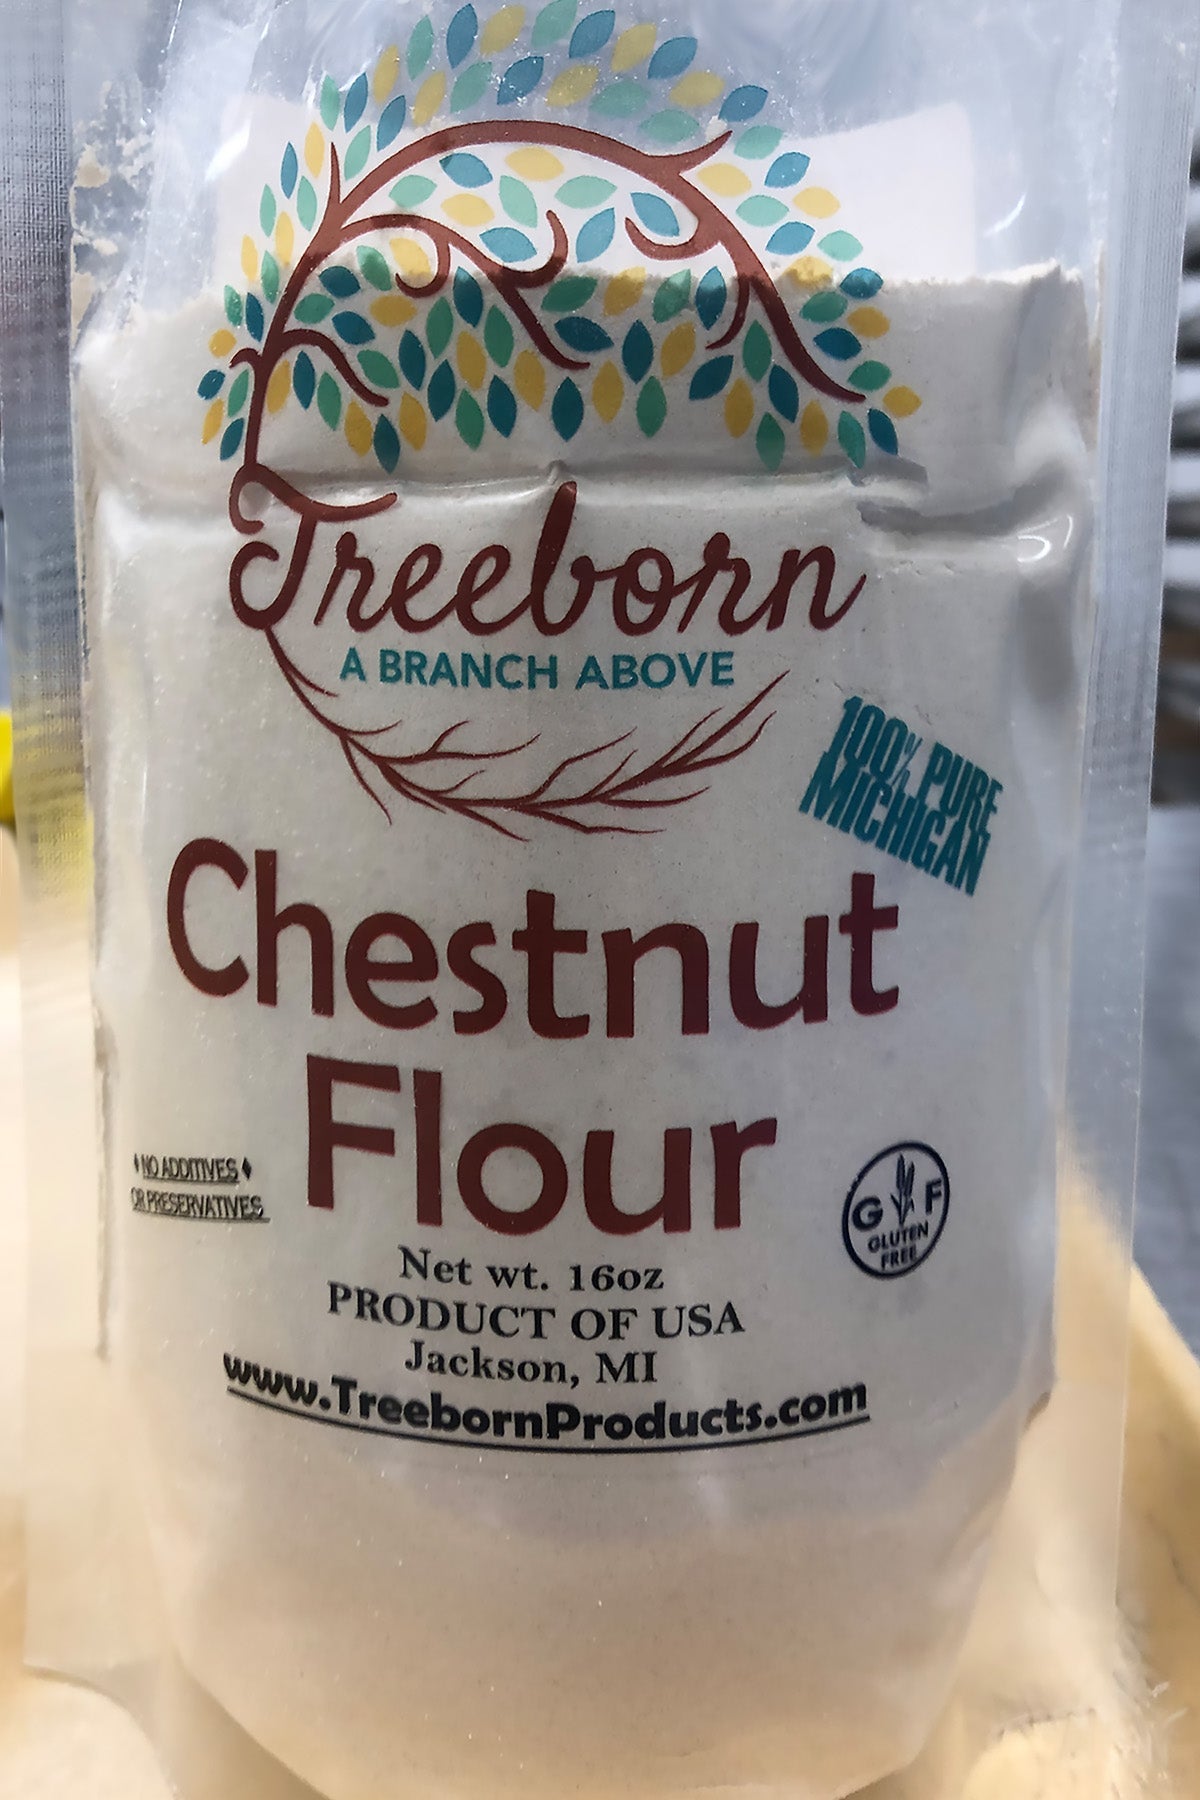 Treeborn
A BRANCH ABOVE
100% PURE
MICHIGAN
Chestnut
Flour
NO ADDITIVES
OR PRESERVATIVES
G F
GLUTEN
FREE
Net wt. 16oz
PRODUCT OF USA
Jackson, MI
www.TreebornProducts.com